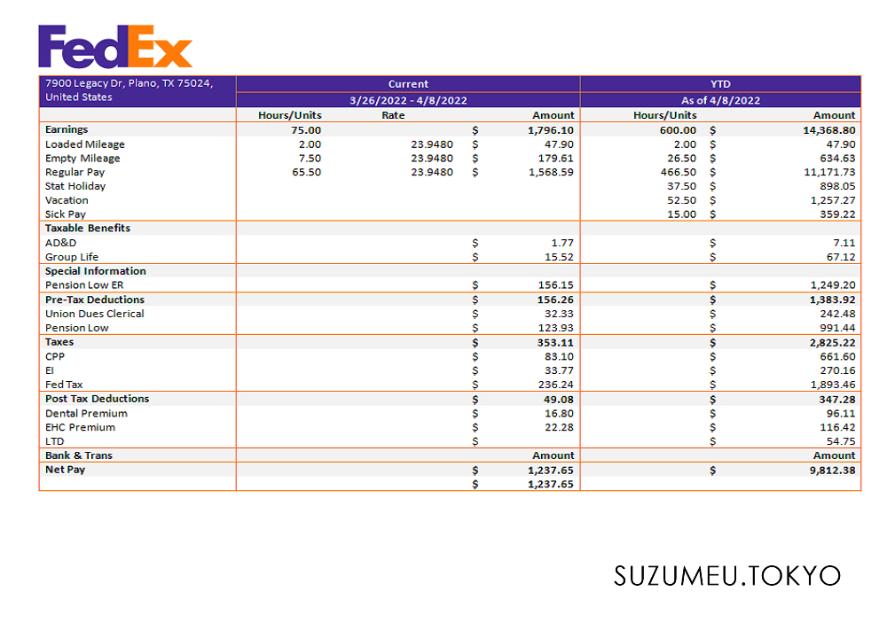 FedEx
7900 Legacy Dr, Plano, TX 75024, United States
Current YTD
3/26/2022 - 4/8/2022 As of 4/8/2022
Hours/Units Rate Amount Hours/Units Amount
Earnings 75.00 $ 1,796.10 600.00 $ 14,368.80
Loaded Mileage 2.00 23.9480 $ 47.90 2.00 $ 47.90
Empty Mileage 7.50 23.9480 $ 179.61 26.50 $ 634.63
Regular Pay 65.50 23.9480 $ 1,568.59 466.50 $ 11,171.73
Stat Holiday 37.50 $ 898.05
Vacation 52.50 $ 1,257.27
Sick Pay 15.00 $ 359.22
Taxable Benefits
AD&D $ 1.77 $ 7.11
Group Life $ 15.52 $ 67.12
Special Information
Pension Low ER $ 156.15 $ 1,249.20
Pre-Tax Deductions $ 156.26 $ 1,383.92
Union Dues Clerical $ 32.33 $ 242.48
Pension Low $ 123.93 $ 991.44
Taxes $ 353.11 $ 2,825.22
CPP $ 83.10 $ 661.60
EI $ 33.77 $ 270.16
Fed Tax $ 236.24 $ 1,893.46
Post Tax Deductions $ 49.08 $ 347.28
Dental Premium $ 16.80 $ 96.11
EHC Premium $ 22.28 $ 116.42
LTD $ $ 54.75
Bank & Trans Amount Amount
Net Pay $ 1,237.65 $ 9,812.38
$ 1,237.65
SUZUMEU.TOKYO